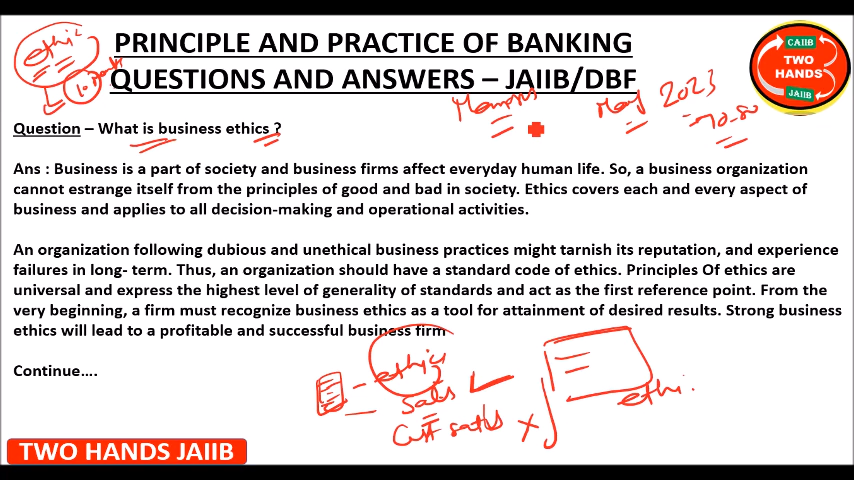 PRINCIPLE AND PRACTICE OF BANKING
QUESTIONS AND ANSWERS – JAIIB/DBF
CAIIB
TWO
HANDS
JAIIB
ethic
May 2023
70-80
Question – What is business ethics ?
Ans : Business is a part of society and business firms affect everyday human life. So, a business organization
cannot estrange itself from the principles of good and bad in society. Ethics covers each and every aspect of
business and applies to all decision-making and operational activities.
An organization following dubious and unethical business practices might tarnish its reputation, and experience
failures in long- term. Thus, an organization should have a standard code of ethics. Principles Of ethics are
universal and express the highest level of generality of standards and act as the first reference point. From the
very beginning, a firm must recognize business ethics as a tool for attainment of desired results. Strong business
ethics will lead to a profitable and successful business firm
Continue….
ethics
Sales
ethi.
TWO HANDS JAIIB